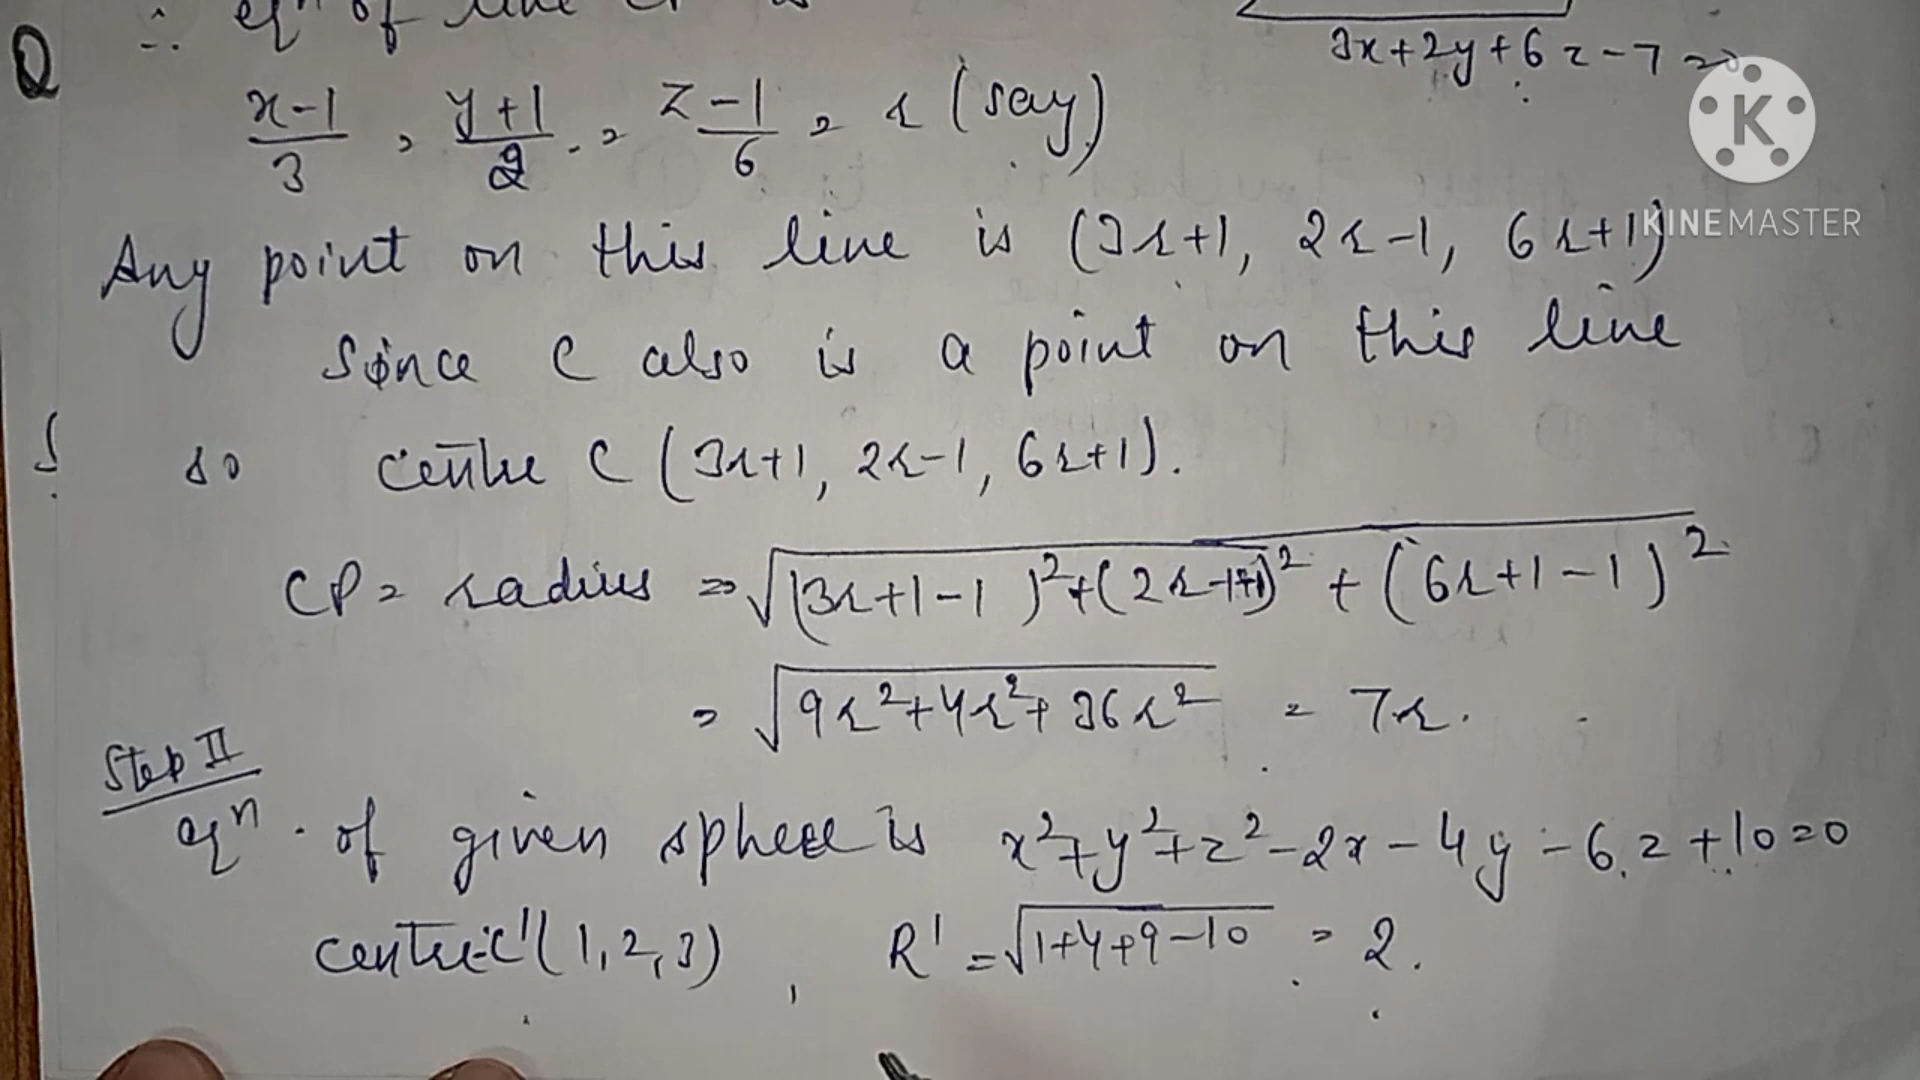 ∴ eqⁿ of line CP is
3x+2y+6z-7=0
Q
(x-1)/3 = (y+1)/2 = (z-1)/6 = r (say)
K
KINEMASTER
Any point on this line is (3r+1, 2r-1, 6r+1)
Since C also is a point on this line
so centre C (3r+1, 2r-1, 6r+1).
CP = radius = √((3r+1-1)²+(2r-1+1)²+(6r+1-1)²)
= √(9r²+4r²+36r²) = 7r.
Step II
eqⁿ. of given sphere is x²+y²+z²-2x-4y-6z+10=0
centre C'(1,2,3), R' = √(1+4+9-10) = 2.